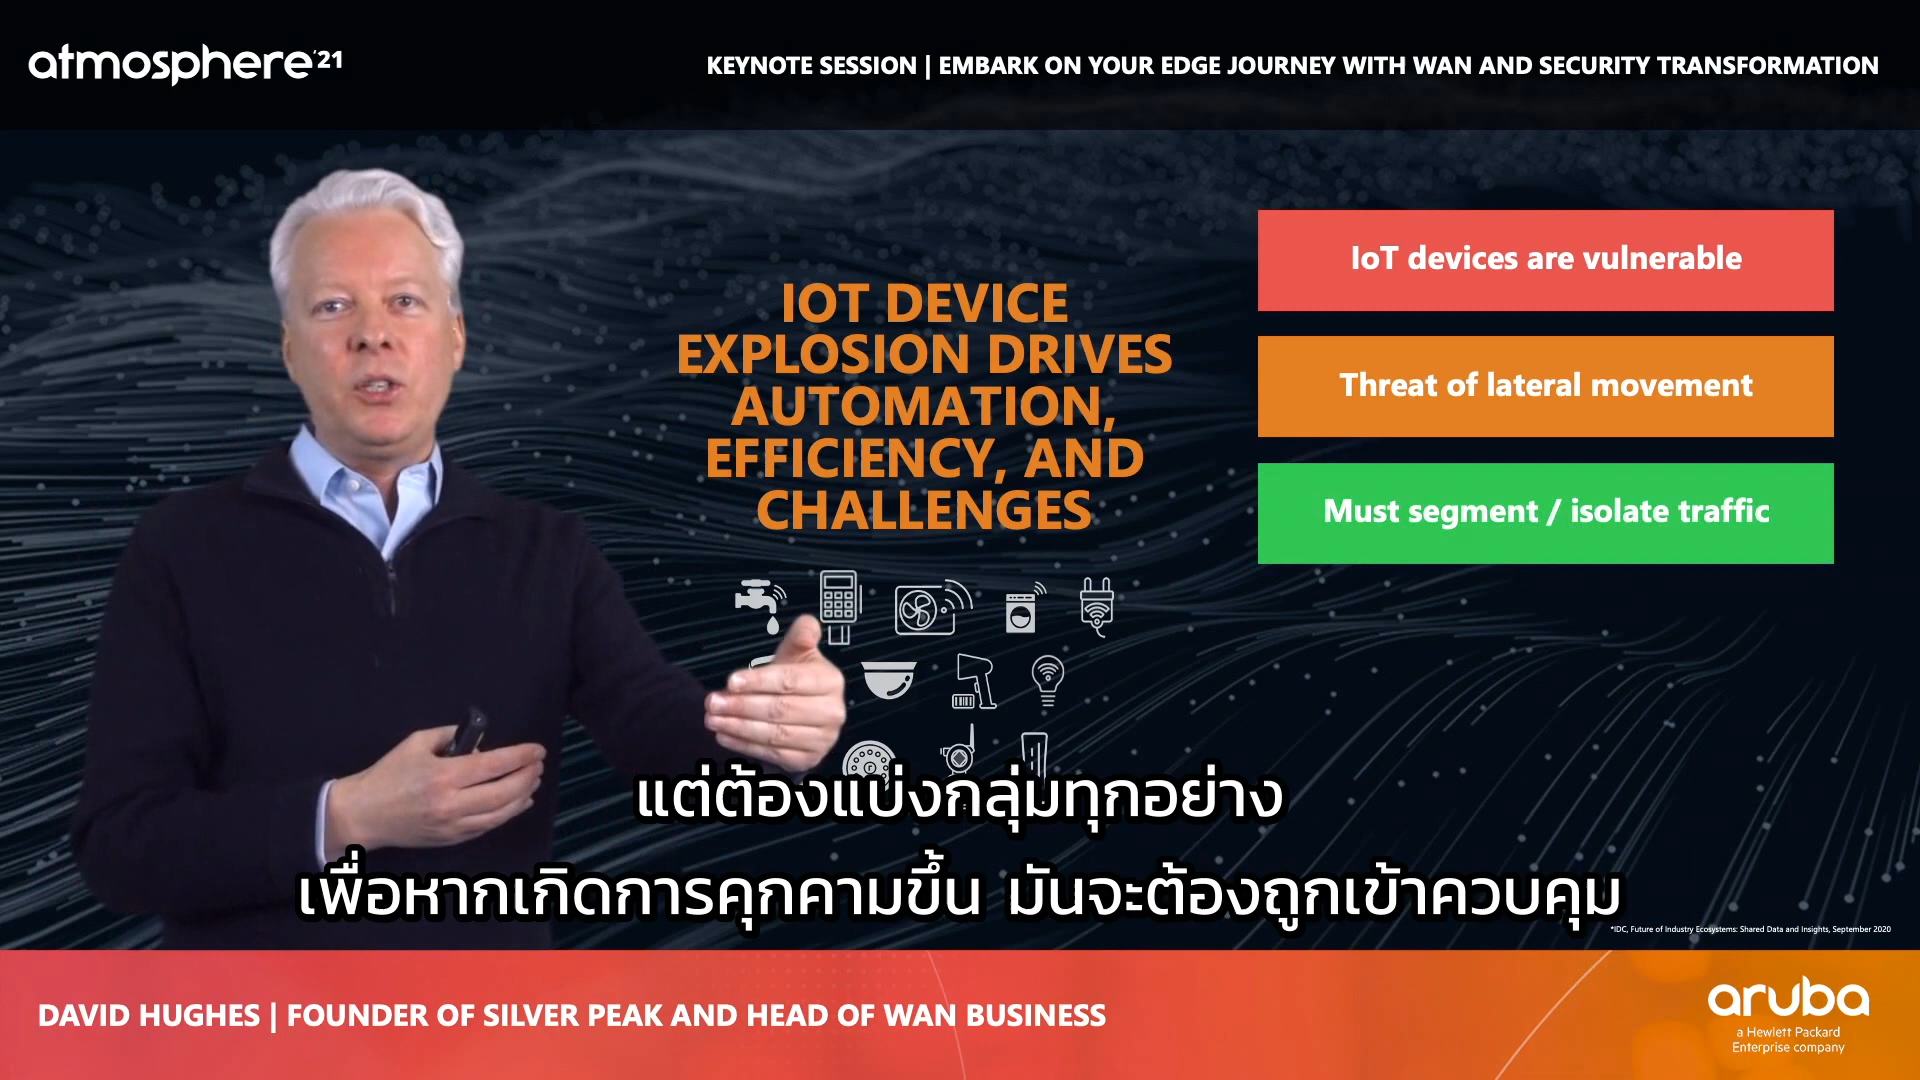 atmosphere'21
KEYNOTE SESSION | EMBARK ON YOUR EDGE JOURNEY WITH WAN AND SECURITY TRANSFORMATION
IOT DEVICE
EXPLOSION DRIVES
AUTOMATION,
EFFICIENCY, AND
CHALLENGES
IoT devices are vulnerable
Threat of lateral movement
Must segment / isolate traffic
แต่ต้องแบ่งกลุ่มทุกอย่าง
เพื่อหากเกิดการคุกคามขึ้น มันจะต้องถูกเข้าควบคุม
*IDC, Future of Industry Ecosystems: Shared Data and Insights, September 2020
DAVID HUGHES | FOUNDER OF SILVER PEAK AND HEAD OF WAN BUSINESS
aruba
a Hewlett Packard
Enterprise company